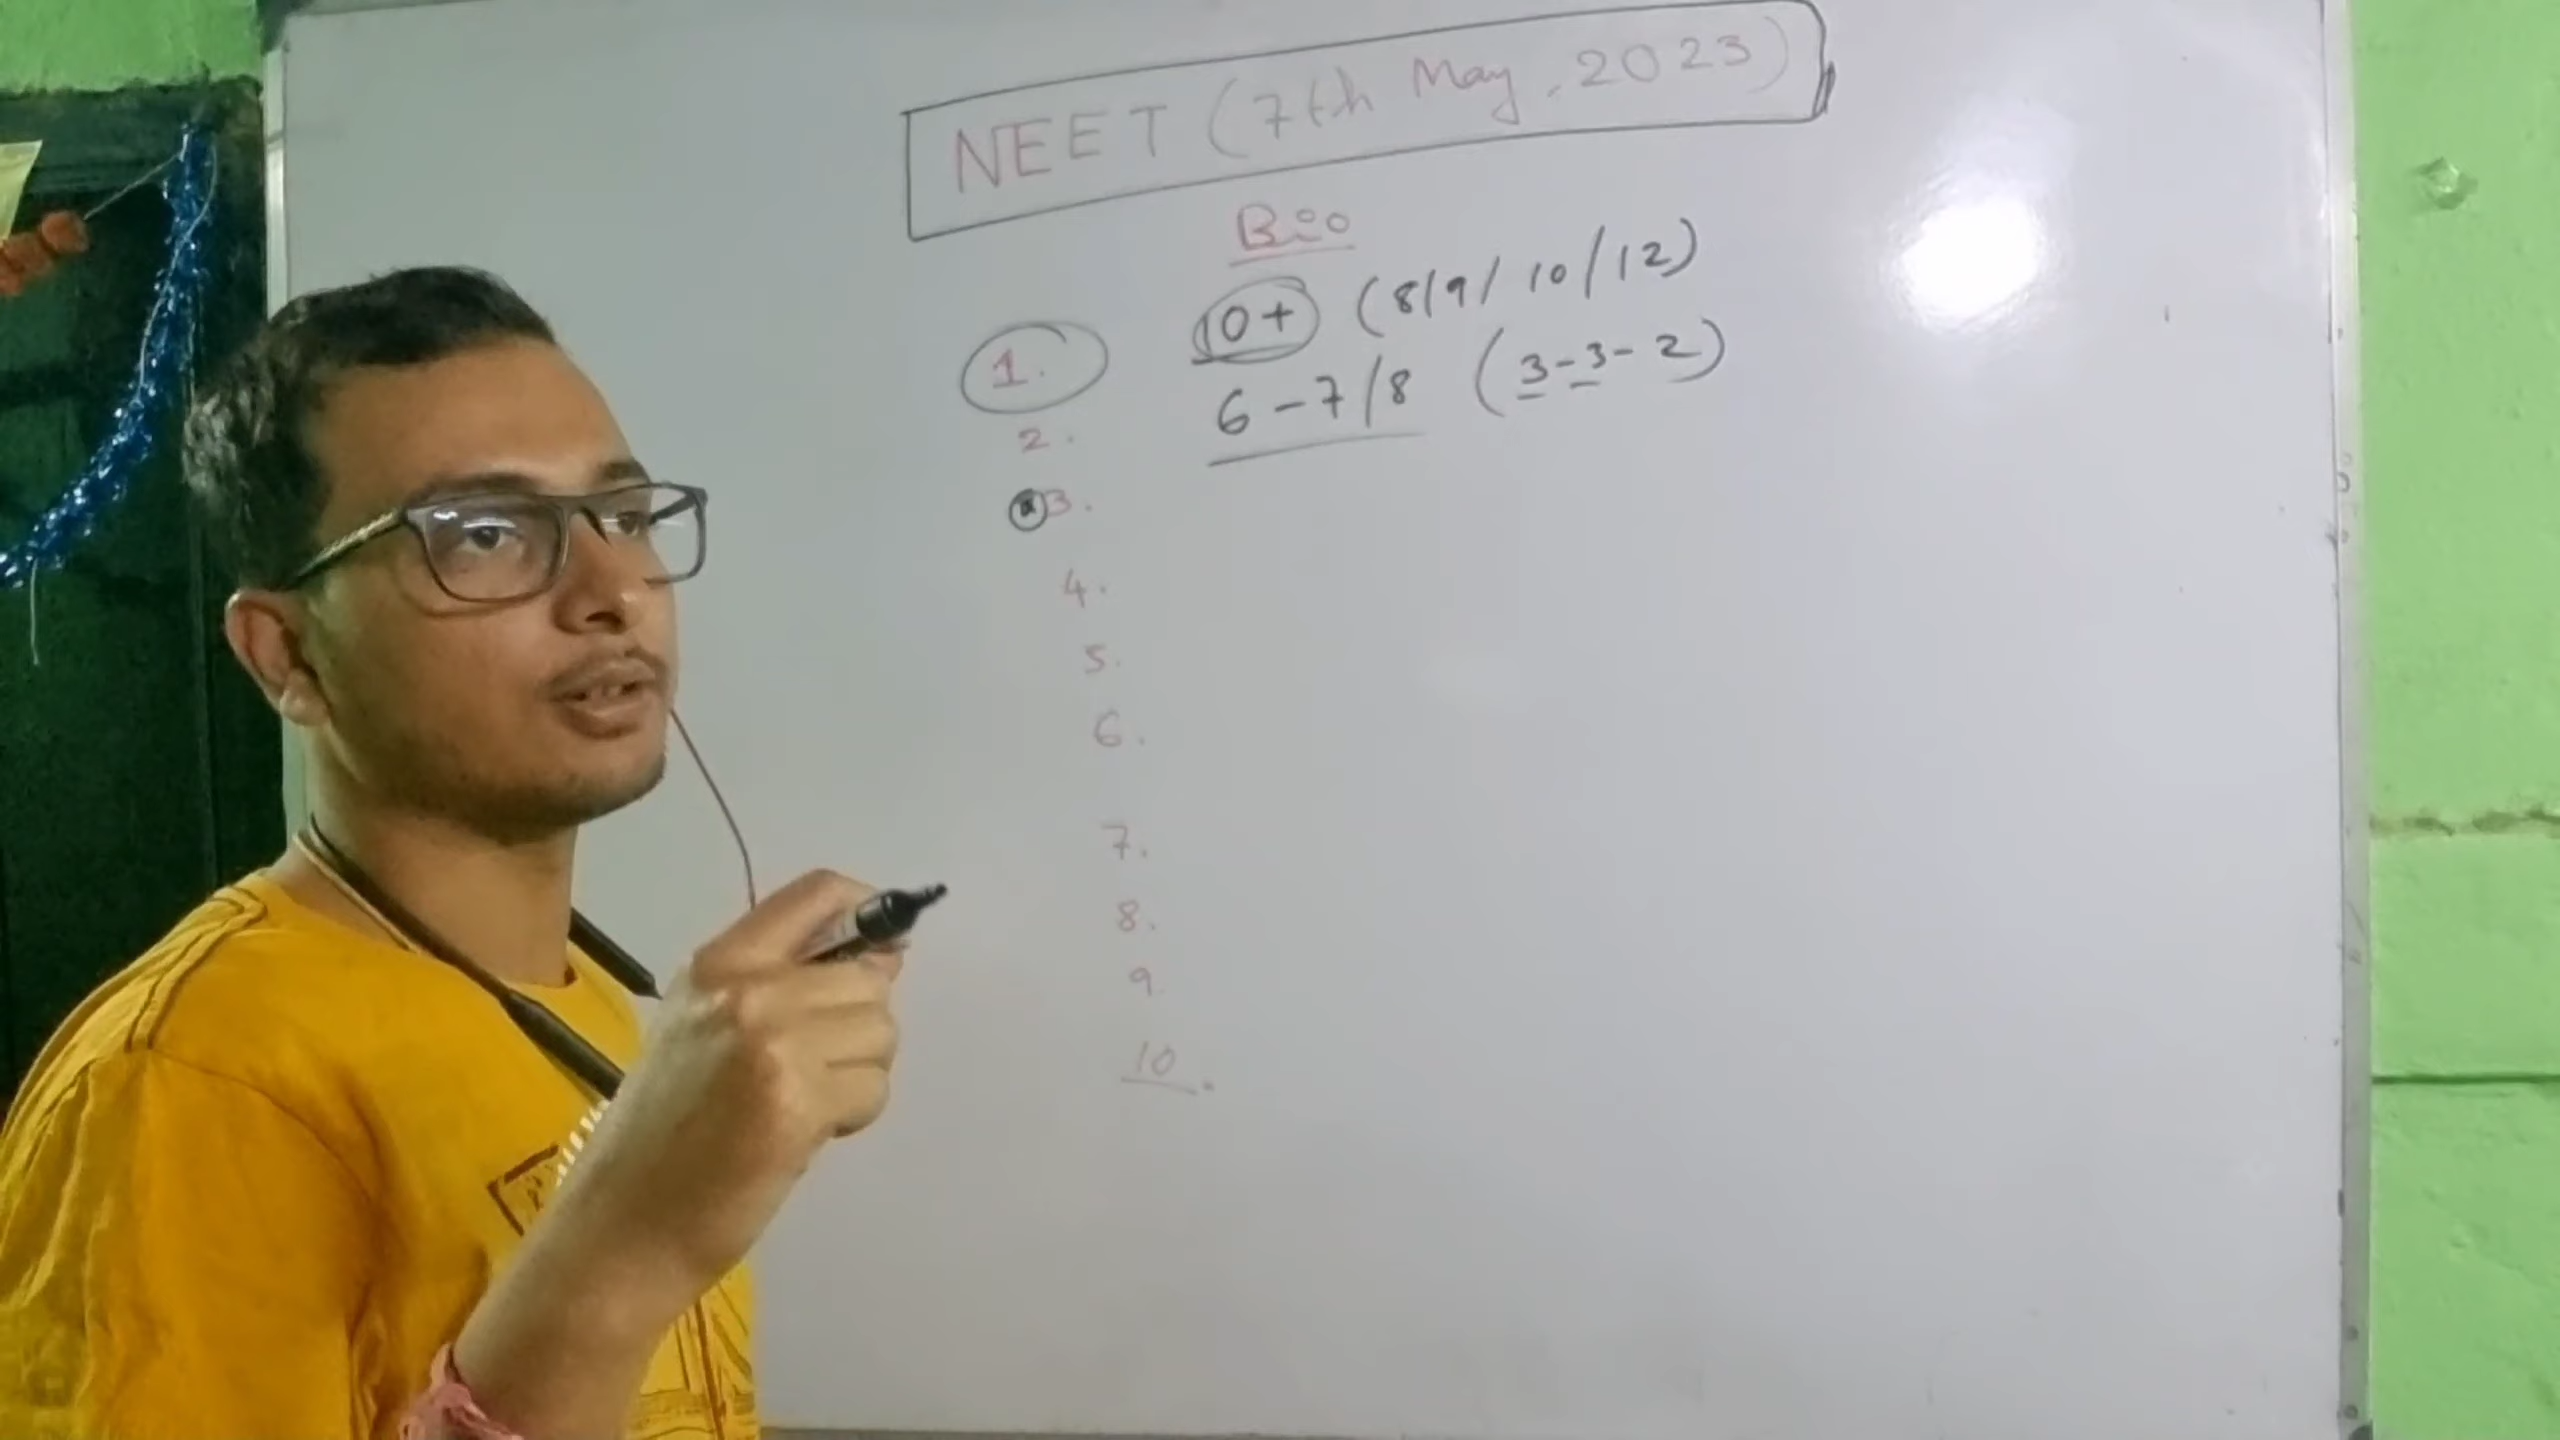 NEET (7th May, 2023)
Bio
1. 10+ (8/9/10/12)
2. 6-7/8 (3-3-2)
3.
4.
5.
6.
7.
8.
9.
10.